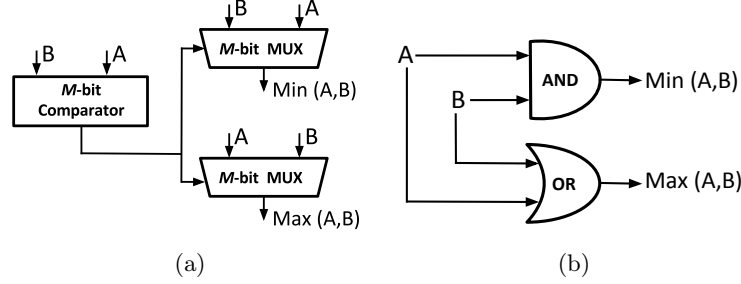 B A
B A
M-bit MUX
Min (A,B)
M-bit
Comparator
A B
M-bit MUX
Max (A,B)
(a)
A
B
AND
Min (A,B)
OR
Max (A,B)
(b)